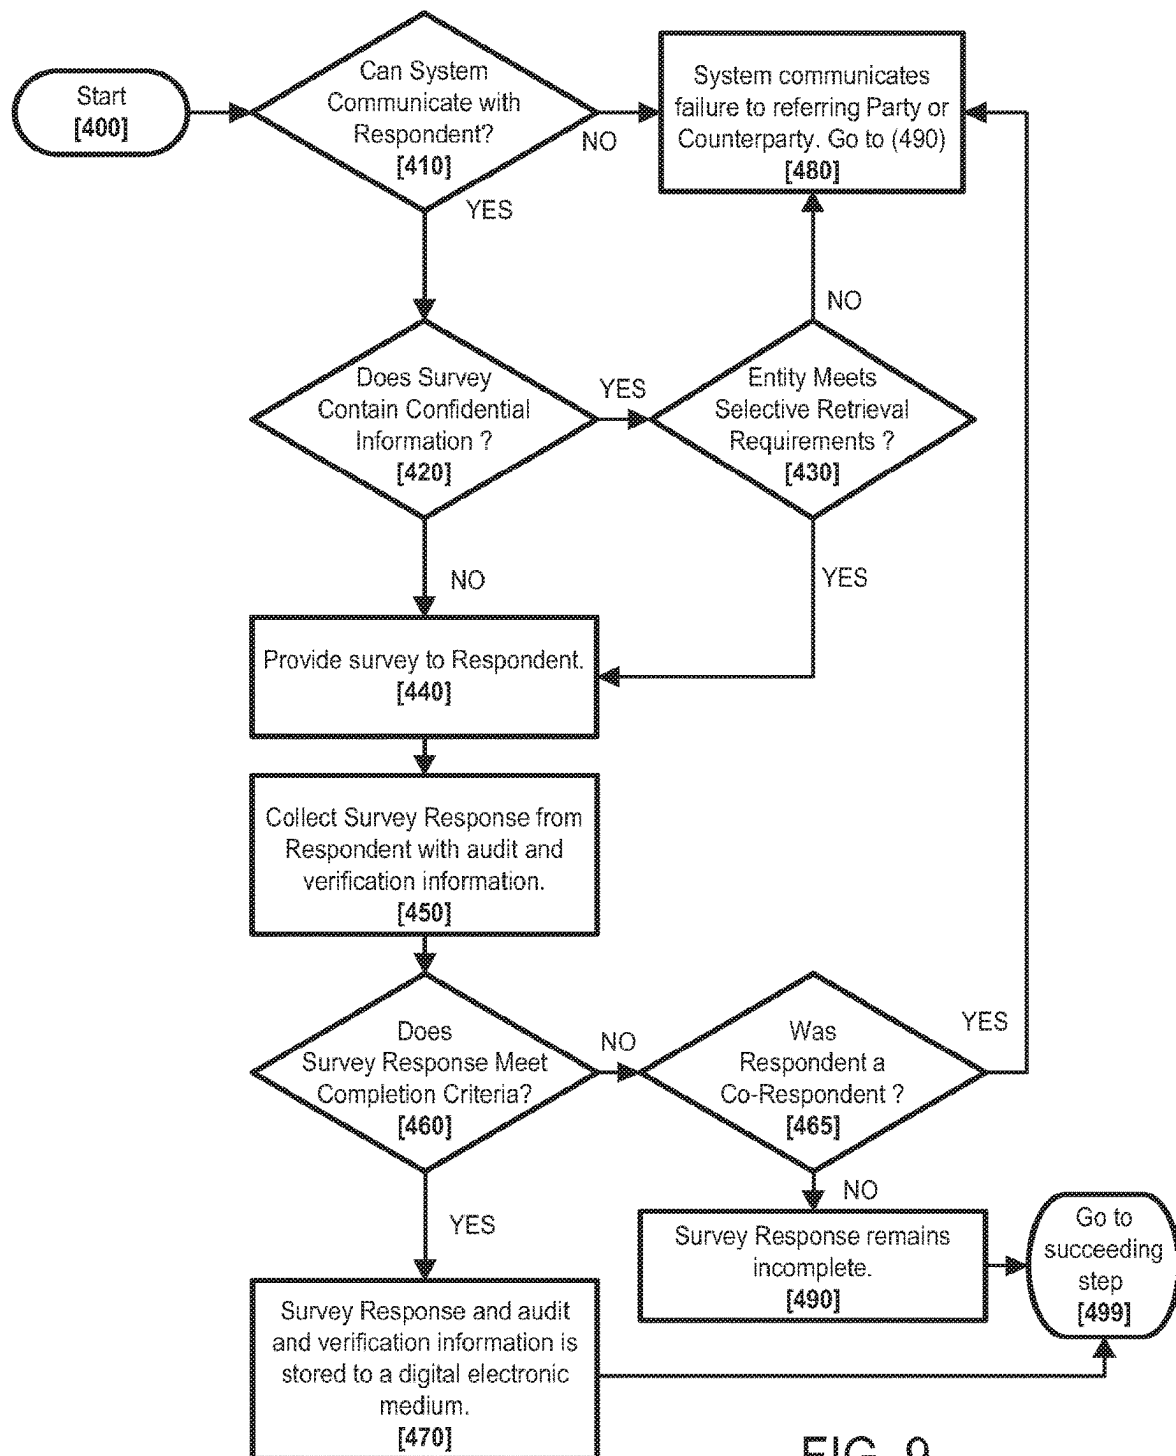 Start
[400]
Can System
Communicate with
Respondent?
[410]
NO
YES
System communicates
failure to referring Party or
Counterparty. Go to (490)
[480]
NO
Does Survey
Contain Confidential
Information ?
[420]
YES
Entity Meets
Selective Retrieval
Requirements ?
[430]
NO
YES
Provide survey to Respondent.
[440]
Collect Survey Response from
Respondent with audit and
verification information.
[450]
Does
Survey Response Meet
Completion Criteria?
[460]
NO
Was
Respondent a
Co-Respondent ?
[465]
YES
YES
NO
Survey Response remains
incomplete.
[490]
Go to
succeeding
step
[499]
Survey Response and audit
and verification information is
stored to a digital electronic
medium.
[470]
FIG. 9